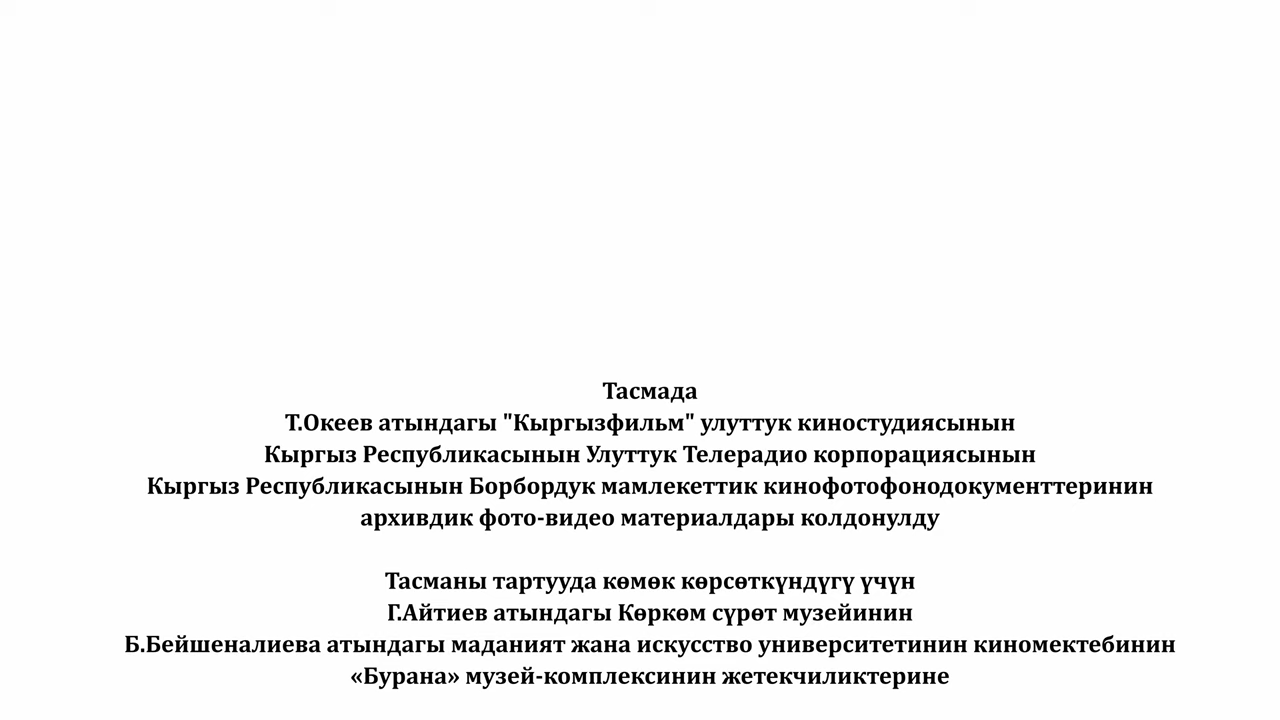 Тасмада
Т.Океев атындагы "Кыргызфильм" улуттук киностудиясынын
Кыргыз Республикасынын Улуттук Телерадио корпорациясынын
Кыргыз Республикасынын Борбордук мамлекеттик кинофотофонодокументтеринин
архивдик фото-видео материалдары колдонулду
Тасманы тартууда көмөк көрсөткүндүгү үчүн
Г.Айтиев атындагы Көркөм сүрөт музейинин
Б.Бейшеналиева атындагы маданият жана искусство университетинин киномектебинин
«Бурана» музей-комплексинин жетекчиликтерине